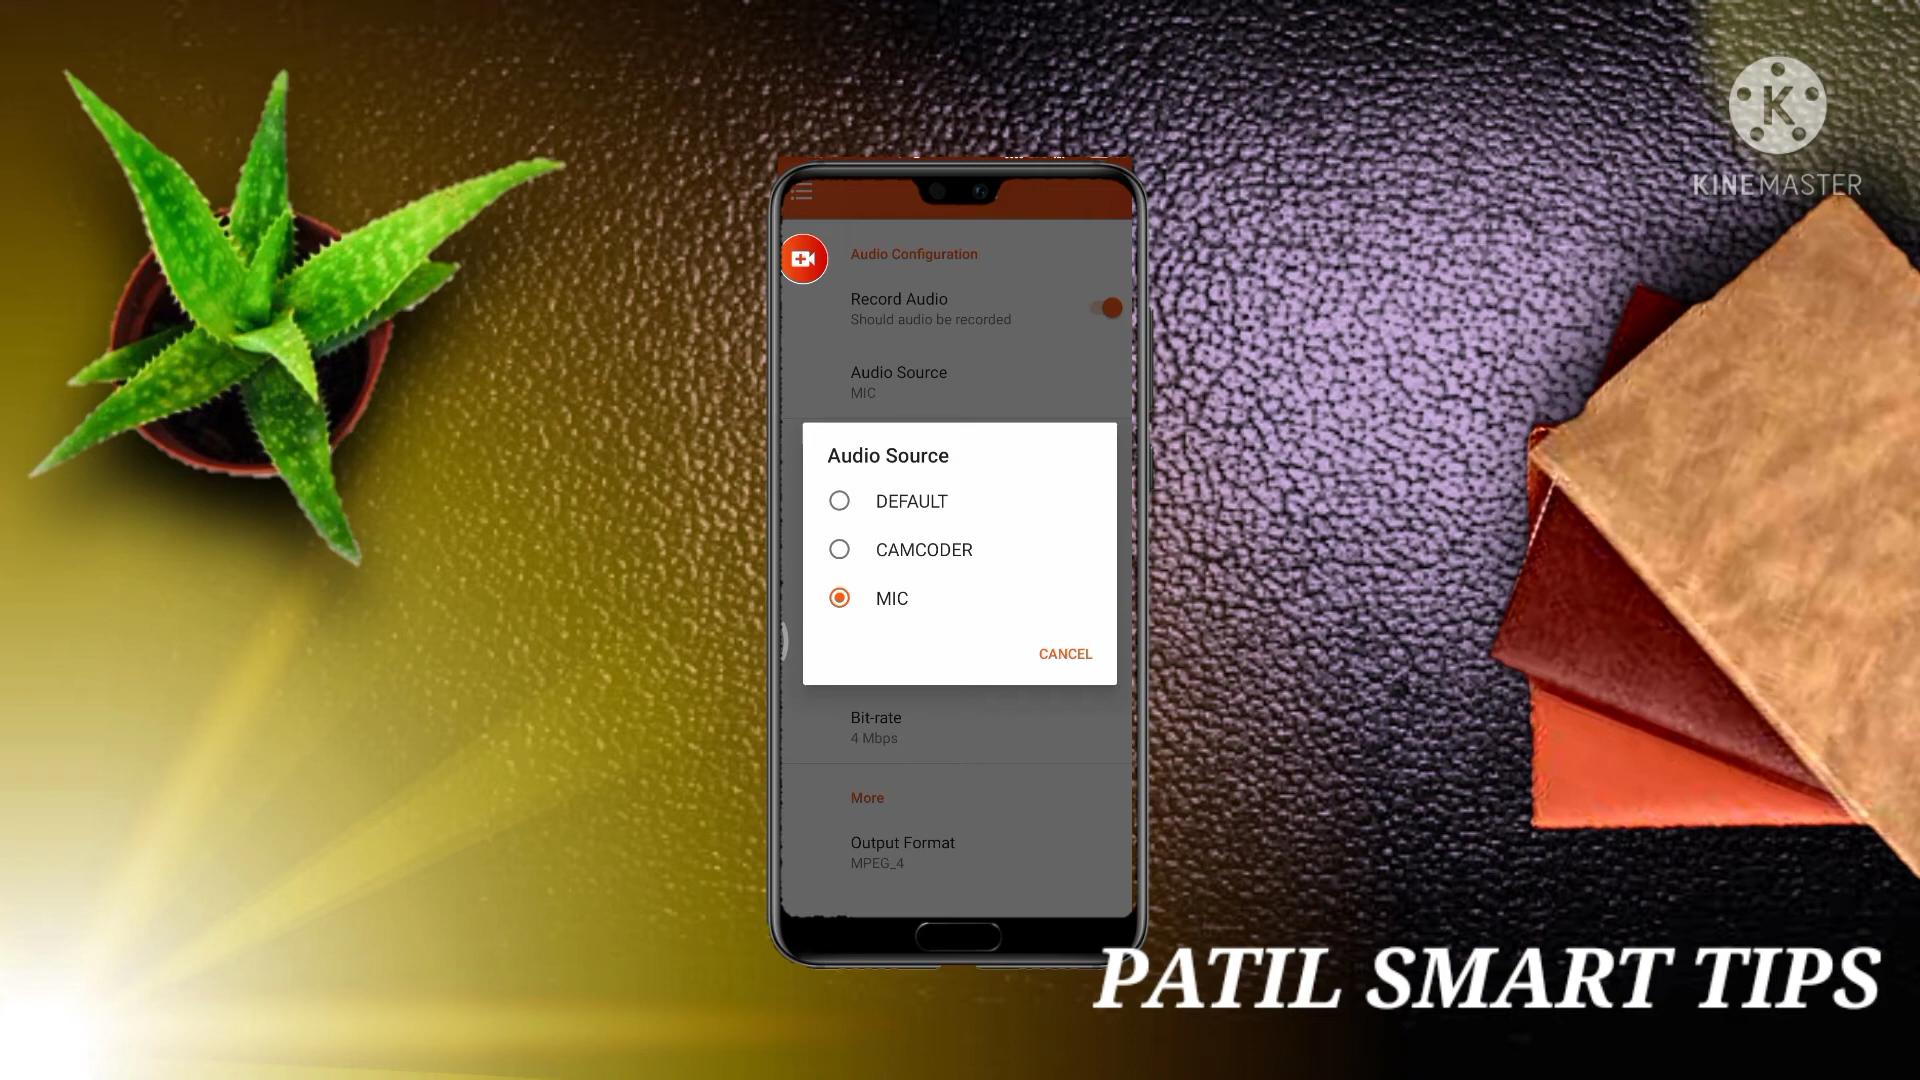 K
KINEMASTER
Audio Configuration
Record Audio
Should audio be recorded
Audio Source
MIC
Audio Source
DEFAULT
CAMCODER
MIC
CANCEL
Bit-rate
4 Mbps
More
Output Format
MPEG_4
PATIL SMART TIPS